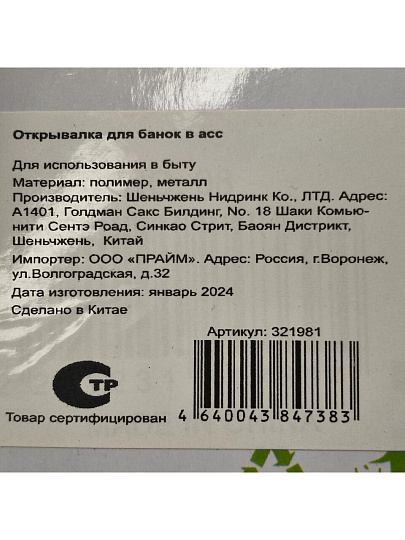 Открывалка для банок в асс
Для использования в быту
Материал: полимер, металл
Производитель: Шеньчжень Нидринк Ко., ЛТД. Адрес:
А1401, Голдман Сакс Билдинг, No. 18 Шаки Комью-
нити Сентэ Роад, Синкао Стрит, Баоян Дистрикт,
Шеньчжень, Китай
Импортер: ООО «ПРАЙМ». Адрес: Россия, г.Воронеж,
ул.Волгоградская, д.32
Дата изготовления: январь 2024
Сделано в Китае
Артикул: 321981
СТР
Товар сертифицирован
4 640043 847383